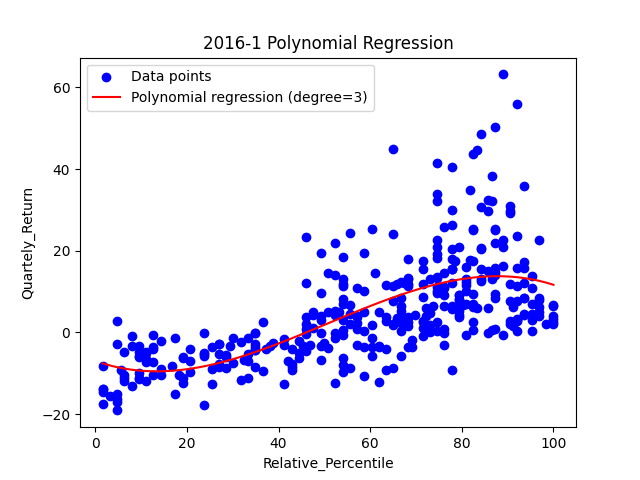 2016-1 Polynomial Regression
Data points
Polynomial regression (degree=3)
60
40
20
0
−20
Quartely_Return
0 20 40 60 80 100
Relative_Percentile